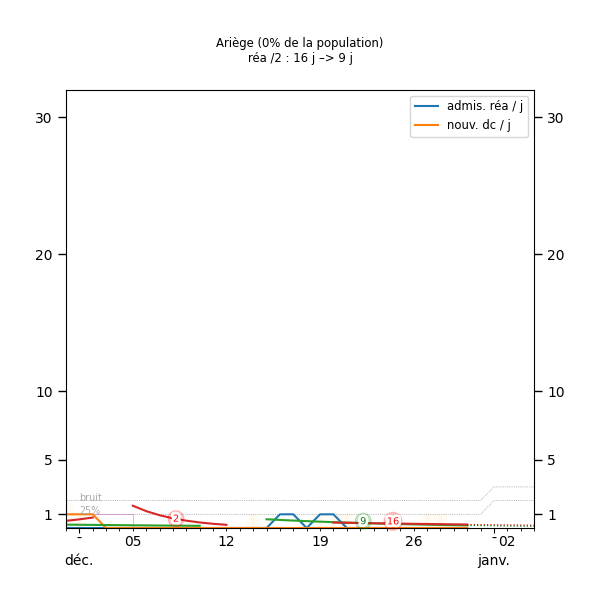 Ariège (0% de la population)
réa /2 : 16 j –> 9 j
admis. réa / j
nouv. dc / j
30 30
20 20
10 10
5 5
bruit
25%
1 1
2 9 16
- 05 12 19 26 - 02
déc. janv.